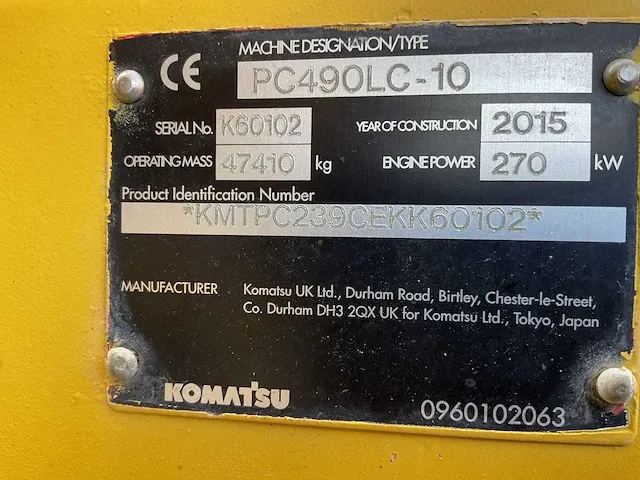 CE
MACHINE DESIGNATION/TYPE
PC490LC-10
SERIAL No. K60102 YEAR OF CONSTRUCTION 2015
OPERATING MASS 47410 kg ENGINE POWER 270 kW
Product Identification Number
*KMTPC239CEKK60102*
MANUFACTURER Komatsu UK Ltd., Durham Road, Birtley, Chester-le-Street,
Co. Durham DH3 2QX UK for Komatsu Ltd., Tokyo, Japan
KOMATSU
0960102063